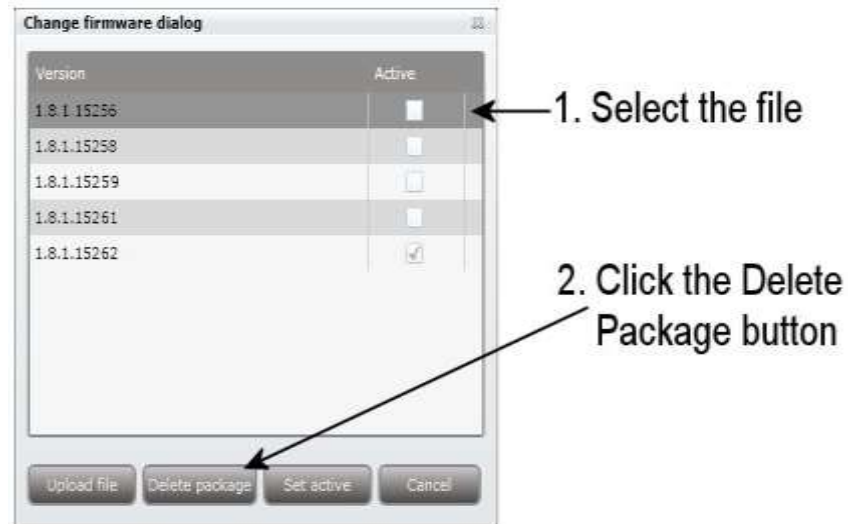 Change firmware dialog
Version Active
1.8.1.15256
1. Select the file
1.8.1.15258
1.8.1.15259
1.8.1.15261
1.8.1.15262
2. Click the Delete
Package button
Upload file Delete package Set active Cancel